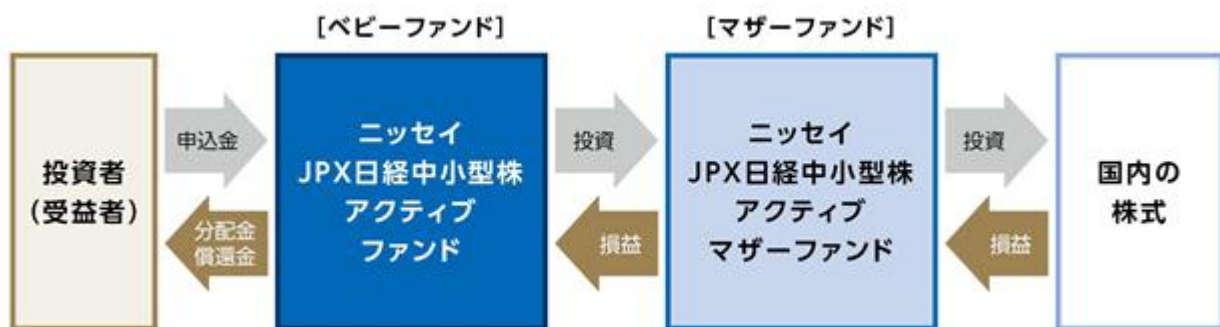 [ベビーファンド]
[マザーファンド]
投資者
(受益者)
申込金
分配金
償還金
ニッセイ
JPX日経中小型株
アクティブ
ファンド
投資
損益
ニッセイ
JPX日経中小型株
アクティブ
マザーファンド
投資
損益
国内の
株式